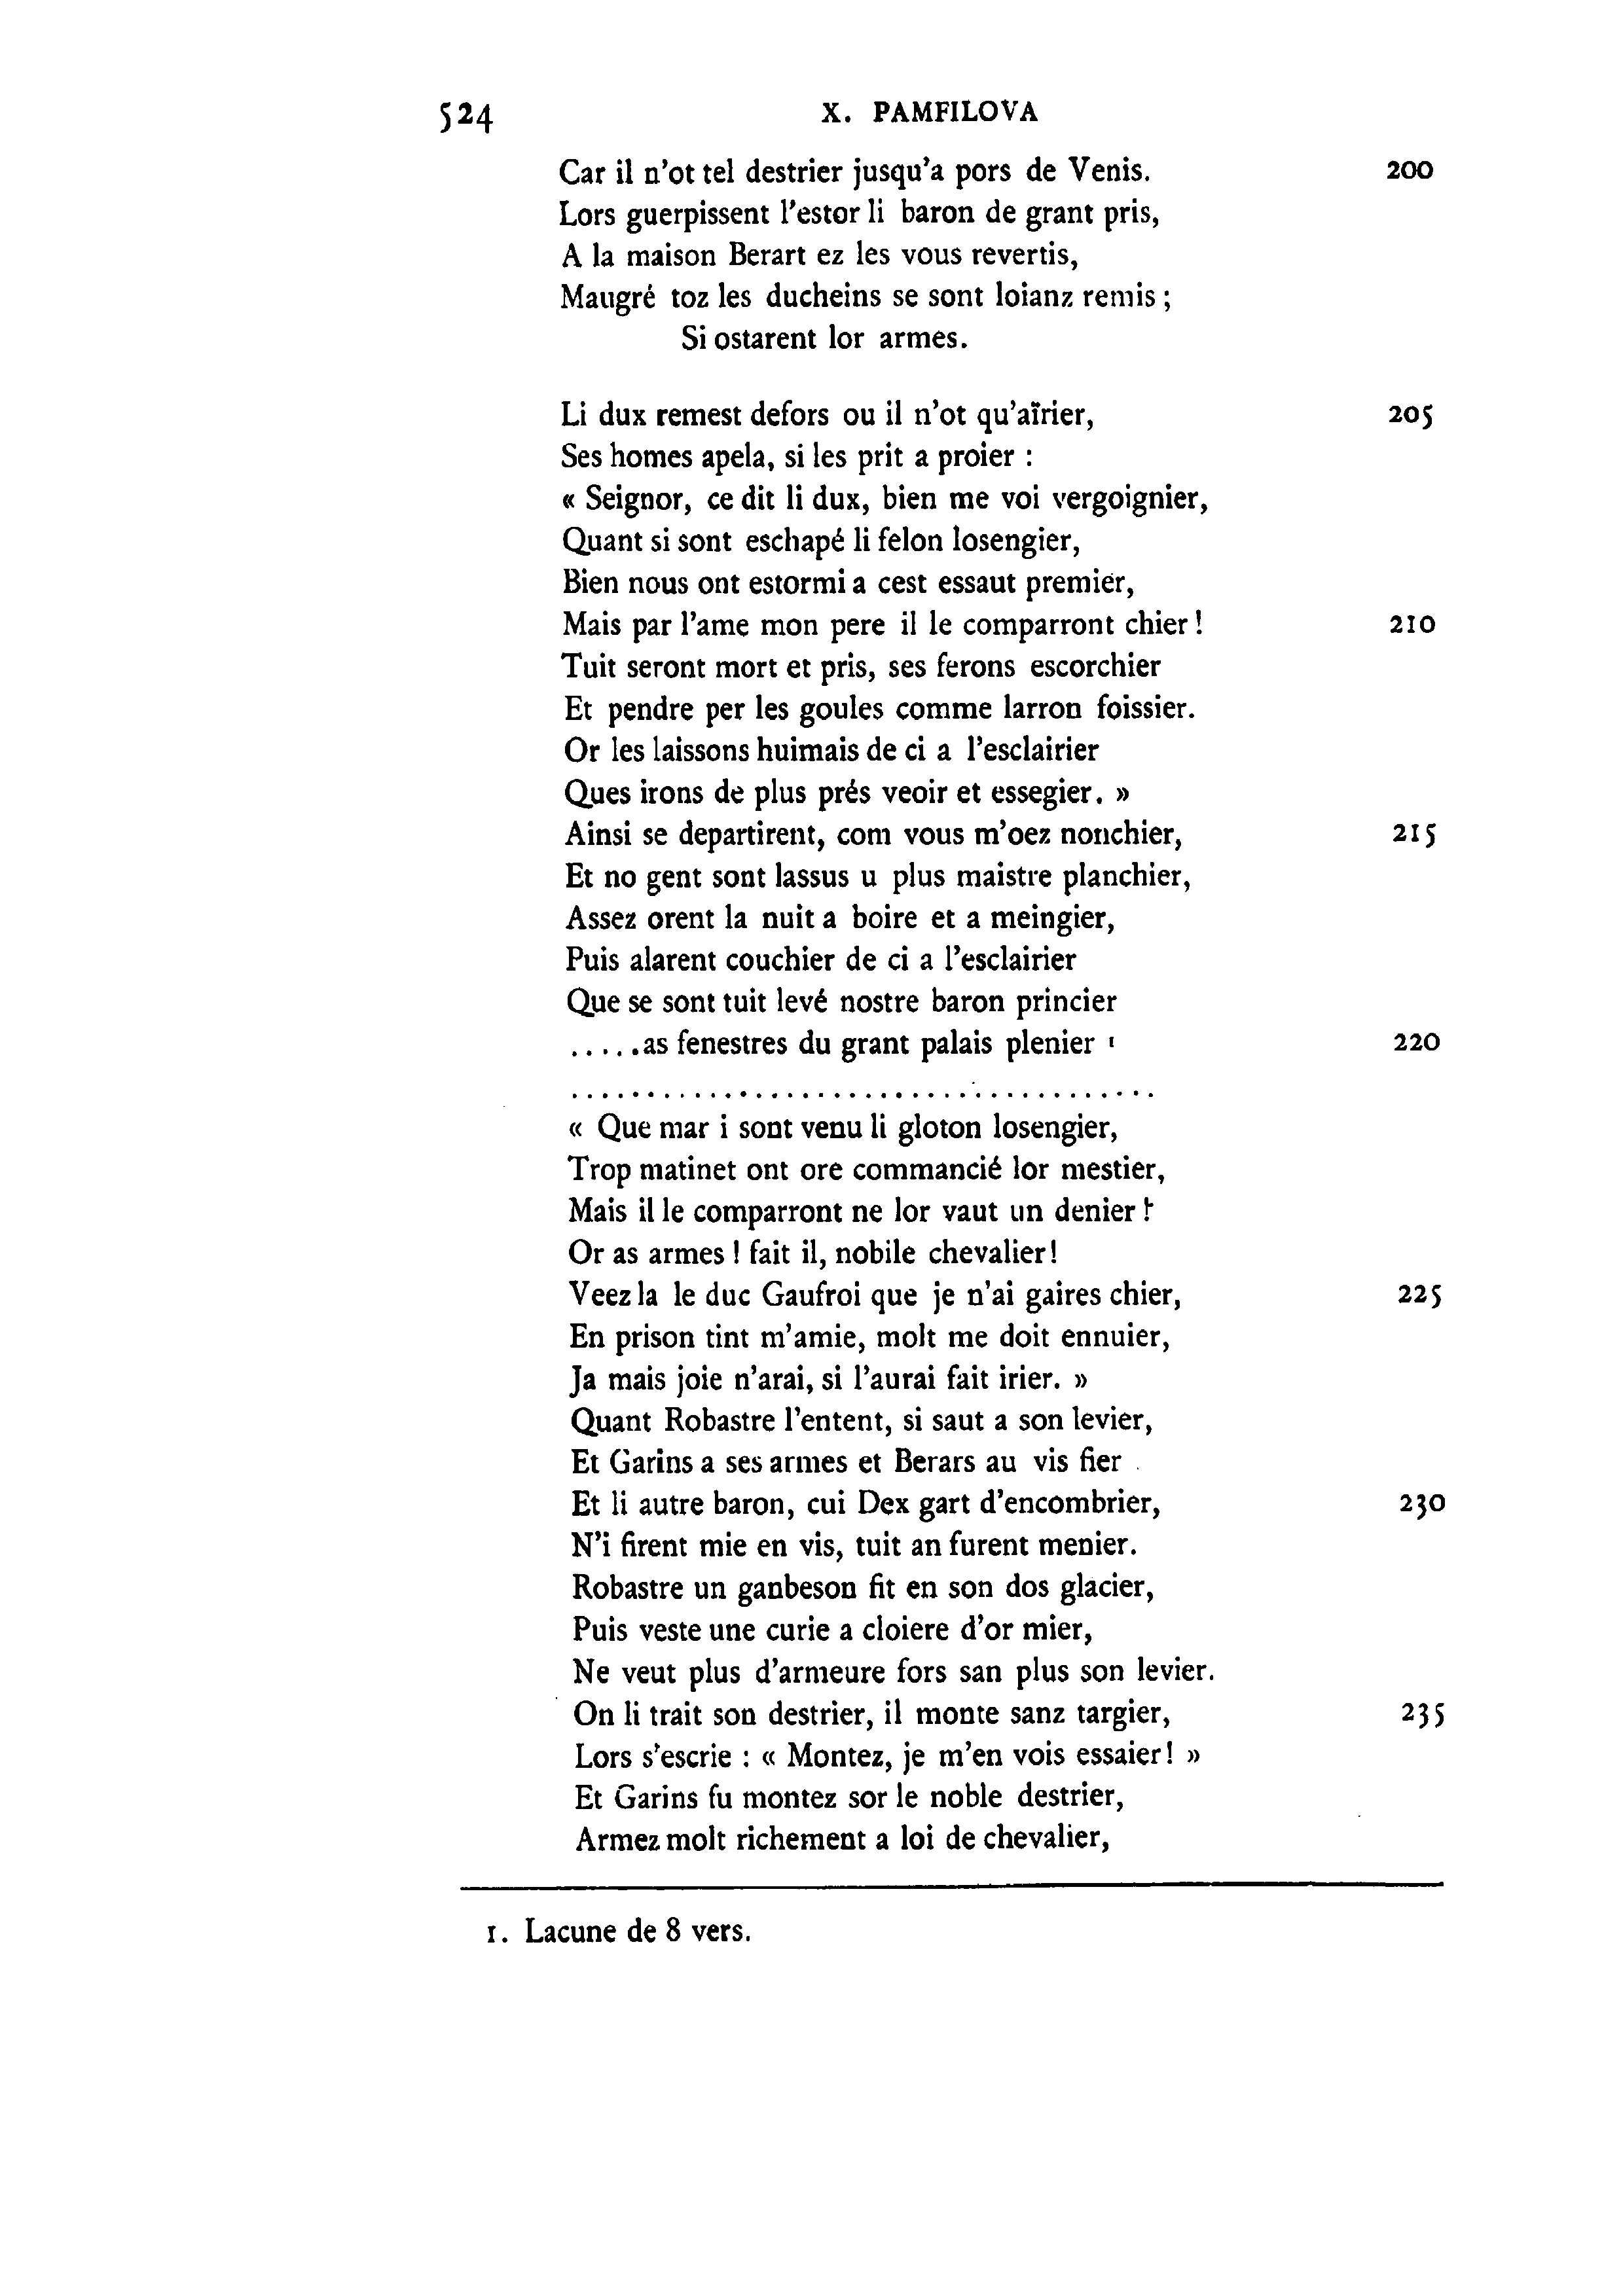 524 X. PAMFILOVA
Car il n'ot tel destrier jusqu'a pors de Venis. 200
Lors guerpissent l'estor li baron de grant pris,
A la maison Berart ez les vous revertis,
Maugré toz les ducheins se sont loianz remis ;
Si ostarent lor armes.
Li dux remest defors ou il n'ot qu'aïrier, 205
Ses homes apela, si les prit a proier :
« Seignor, ce dit li dux, bien me voi vergoignier,
Quant si sont eschapé li felon losengier,
Bien nous ont estormi a cest essaut premier,
Mais par l'ame mon pere il le comparront chier ! 210
Tuit seront mort et pris, ses ferons escorchier
Et pendre per les goules comme larron foissier.
Or les laissons huimais de ci a l'esclairier
Ques irons de plus prés veoir et essegier. »
Ainsi se departirent, com vous m'oez nonchier, 215
Et no gent sont lassus u plus maistre planchier,
Assez orent la nuit a boire et a meingier,
Puis alarent couchier de ci a l'esclairier
Que se sont tuit levé nostre baron princier
.....as fenestres du grant palais plenier 1 220
......................................
« Que mar i sont venu li gloton losengier,
Trop matinet ont ore commancié lor mestier,
Mais il le comparront ne lor vaut un denier !
Or as armes ! fait il, nobile chevalier!
Veez la le duc Gaufroi que je n'ai gaires chier, 225
En prison tint m'amie, molt me doit ennuier,
Ja mais joie n'arai, si l'aurai fait irier. »
Quant Robastre l'entent, si saut a son levier,
Et Garins a ses armes et Berars au vis fier
Et li autre baron, cui Dex gart d'encombrier, 230
N'i firent mie en vis, tuit an furent menier.
Robastre un ganbeson fit en son dos glacier,
Puis veste une curie a cloiere d'or mier,
Ne veut plus d'armeure fors san plus son levier.
On li trait son destrier, il monte sanz targier, 235
Lors s'escrie : « Montez, je m'en vois essaier! »
Et Garins fu montez sor le noble destrier,
Armez molt richement a loi de chevalier,
1. Lacune de 8 vers.